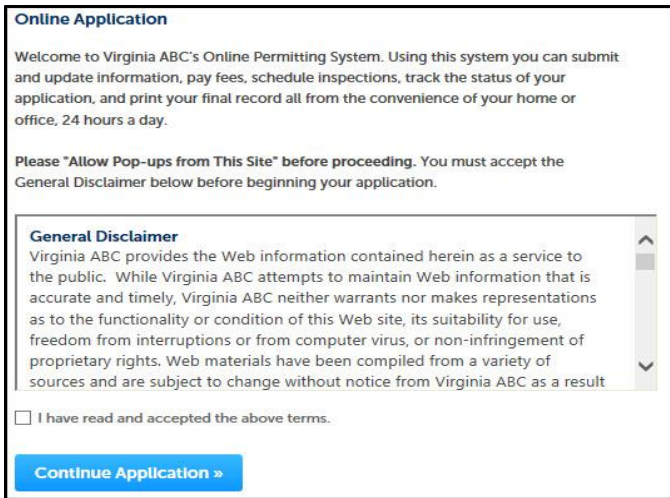 Online Application
Welcome to Virginia ABC's Online Permitting System. Using this system you can submit
and update information, pay fees, schedule inspections, track the status of your
application, and print your final record all from the convenience of your home or
office, 24 hours a day.
Please "Allow Pop-ups from This Site" before proceeding. You must accept the
General Disclaimer below before beginning your application.
General Disclaimer
Virginia ABC provides the Web information contained herein as a service to
the public.  While Virginia ABC attempts to maintain Web information that is
accurate and timely, Virginia ABC neither warrants nor makes representations
as to the functionality or condition of this Web site, its suitability for use,
freedom from interruptions or from computer virus, or non-infringement of
proprietary rights. Web materials have been compiled from a variety of
sources and are subject to change without notice from Virginia ABC as a result
I have read and accepted the above terms.
Continue Application »